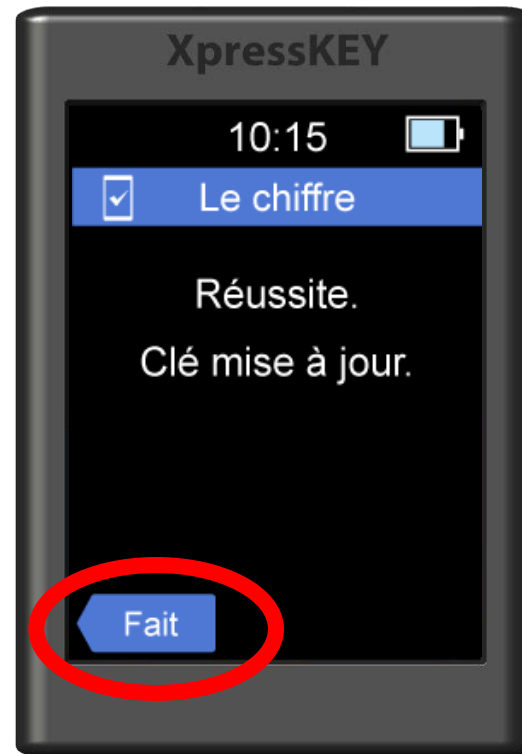 XpressKEY
10:15
Le chiffre
Réussite.
Clé mise à jour.
Fait